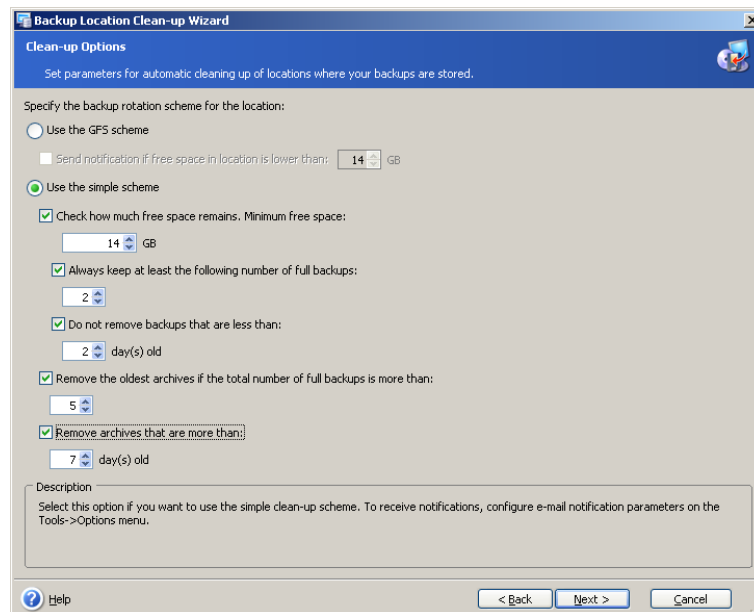 Backup Location Clean-up Wizard
Clean-up Options
Set parameters for automatic cleaning up of locations where your backups are stored.
Specify the backup rotation scheme for the location:
Use the GFS scheme
Send notification if free space in location is lower than: 14 GB
Use the simple scheme
Check how much free space remains. Minimum free space:
14 GB
Always keep at least the following number of full backups:
2
Do not remove backups that are less than:
2 day(s) old
Remove the oldest archives if the total number of full backups is more than:
5
Remove archives that are more than:
7 day(s) old
Description
Select this option if you want to use the simple clean-up scheme. To receive notifications, configure e-mail notification parameters on the
Tools->Options menu.
? Help < Back Next > Cancel